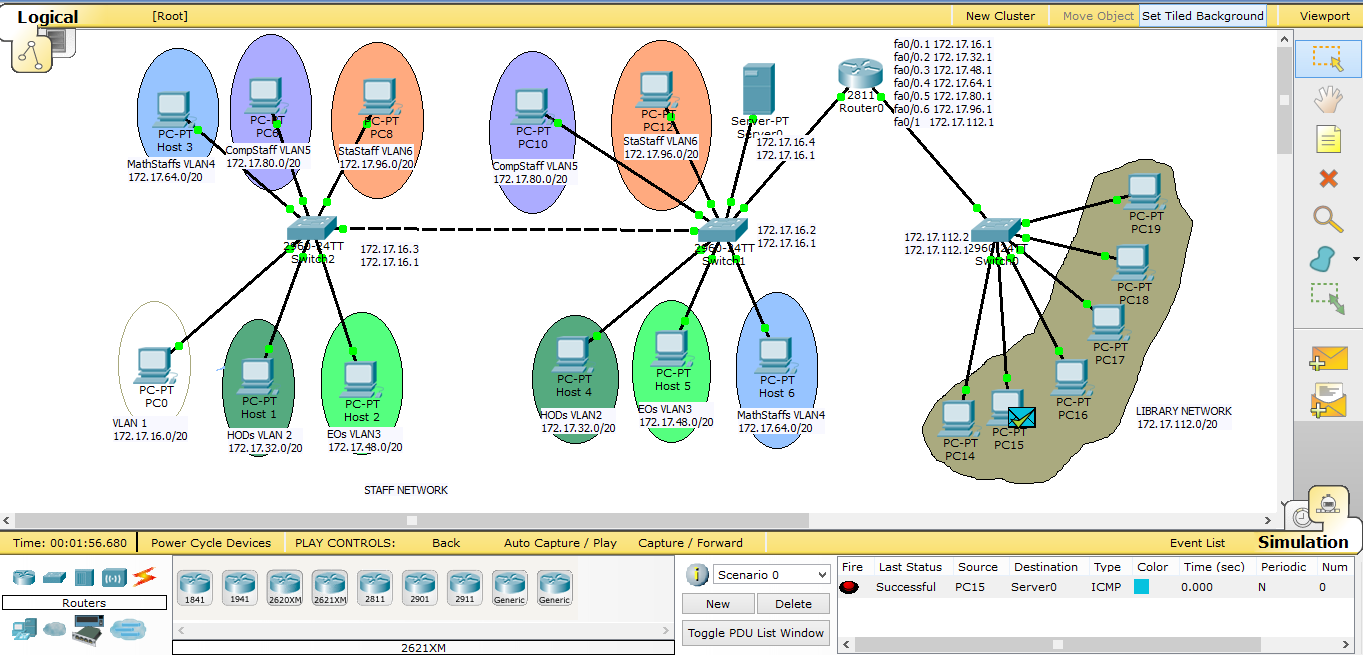 Logical
[Root]
New Cluster
Move Object
Set Tiled Background
Viewport
fa0/0.1 172.17.16.1
fa0/0.2 172.17.32.1
fa0/0.3 172.17.48.1
fa0/0.4 172.17.64.1
fa0/0.5 172.17.80.1
fa0/0.6 172.17.96.1
fa0/1 172.17.112.1
2811
Router0
PC-PT
Host 3
MathStaffs VLAN4
172.17.64.0/20
PC-PT
PC6
CompStaff VLAN5
172.17.80.0/20
PC-PT
PC8
StaStaff VLAN6
172.17.96.0/20
PC-PT
PC10
CompStaff VLAN5
172.17.80.0/20
PC-PT
PC12
StaStaff VLAN6
172.17.96.0/20
Server-PT
Server0
172.17.16.4
172.17.16.1
2960-24TT
Switch2
172.17.16.3
172.17.16.1
2960-24TT
Switch1
172.17.16.2
172.17.16.1
172.17.112.2
172.17.112.1
2960-24TT
Switch0
PC-PT
PC19
PC-PT
PC18
PC-PT
PC17
PC-PT
PC16
PC-PT
PC15
PC-PT
PC14
LIBRARY NETWORK
172.17.112.0/20
PC-PT
PC0
VLAN 1
172.17.16.0/20
PC-PT
Host 1
HODs VLAN 2
172.17.32.0/20
PC-PT
Host 2
EOs VLAN3
172.17.48.0/20
PC-PT
Host 4
HODs VLAN2
172.17.32.0/20
PC-PT
Host 5
EOs VLAN3
172.17.48.0/20
PC-PT
Host 6
MathStaffs VLAN4
172.17.64.0/20
STAFF NETWORK
Time: 00:01:56.680
Power Cycle Devices
PLAY CONTROLS:
Back
Auto Capture / Play
Capture / Forward
Event List
Simulation
Routers
1841
1941
2620XM
2621XM
2811
2901
2911
Generic
Generic
2621XM
Scenario 0
New
Delete
Toggle PDU List Window
Fire Last Status Source Destination Type Color Time (sec) Periodic Num
Successful PC15 Server0 ICMP 0.000 N 0